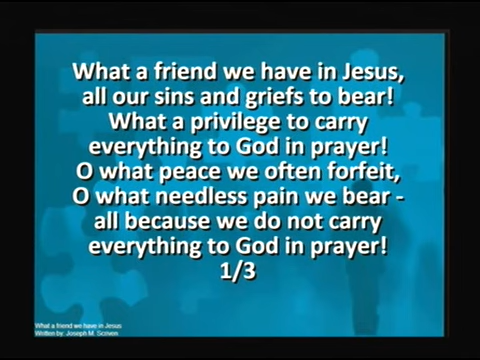 What a friend we have in Jesus,
all our sins and griefs to bear!
What a privilege to carry
everything to God in prayer!
O what peace we often forfeit,
O what needless pain we bear -
all because we do not carry
everything to God in prayer!
1/3
What a friend we have in Jesus
Written by: Joseph M. Scriven